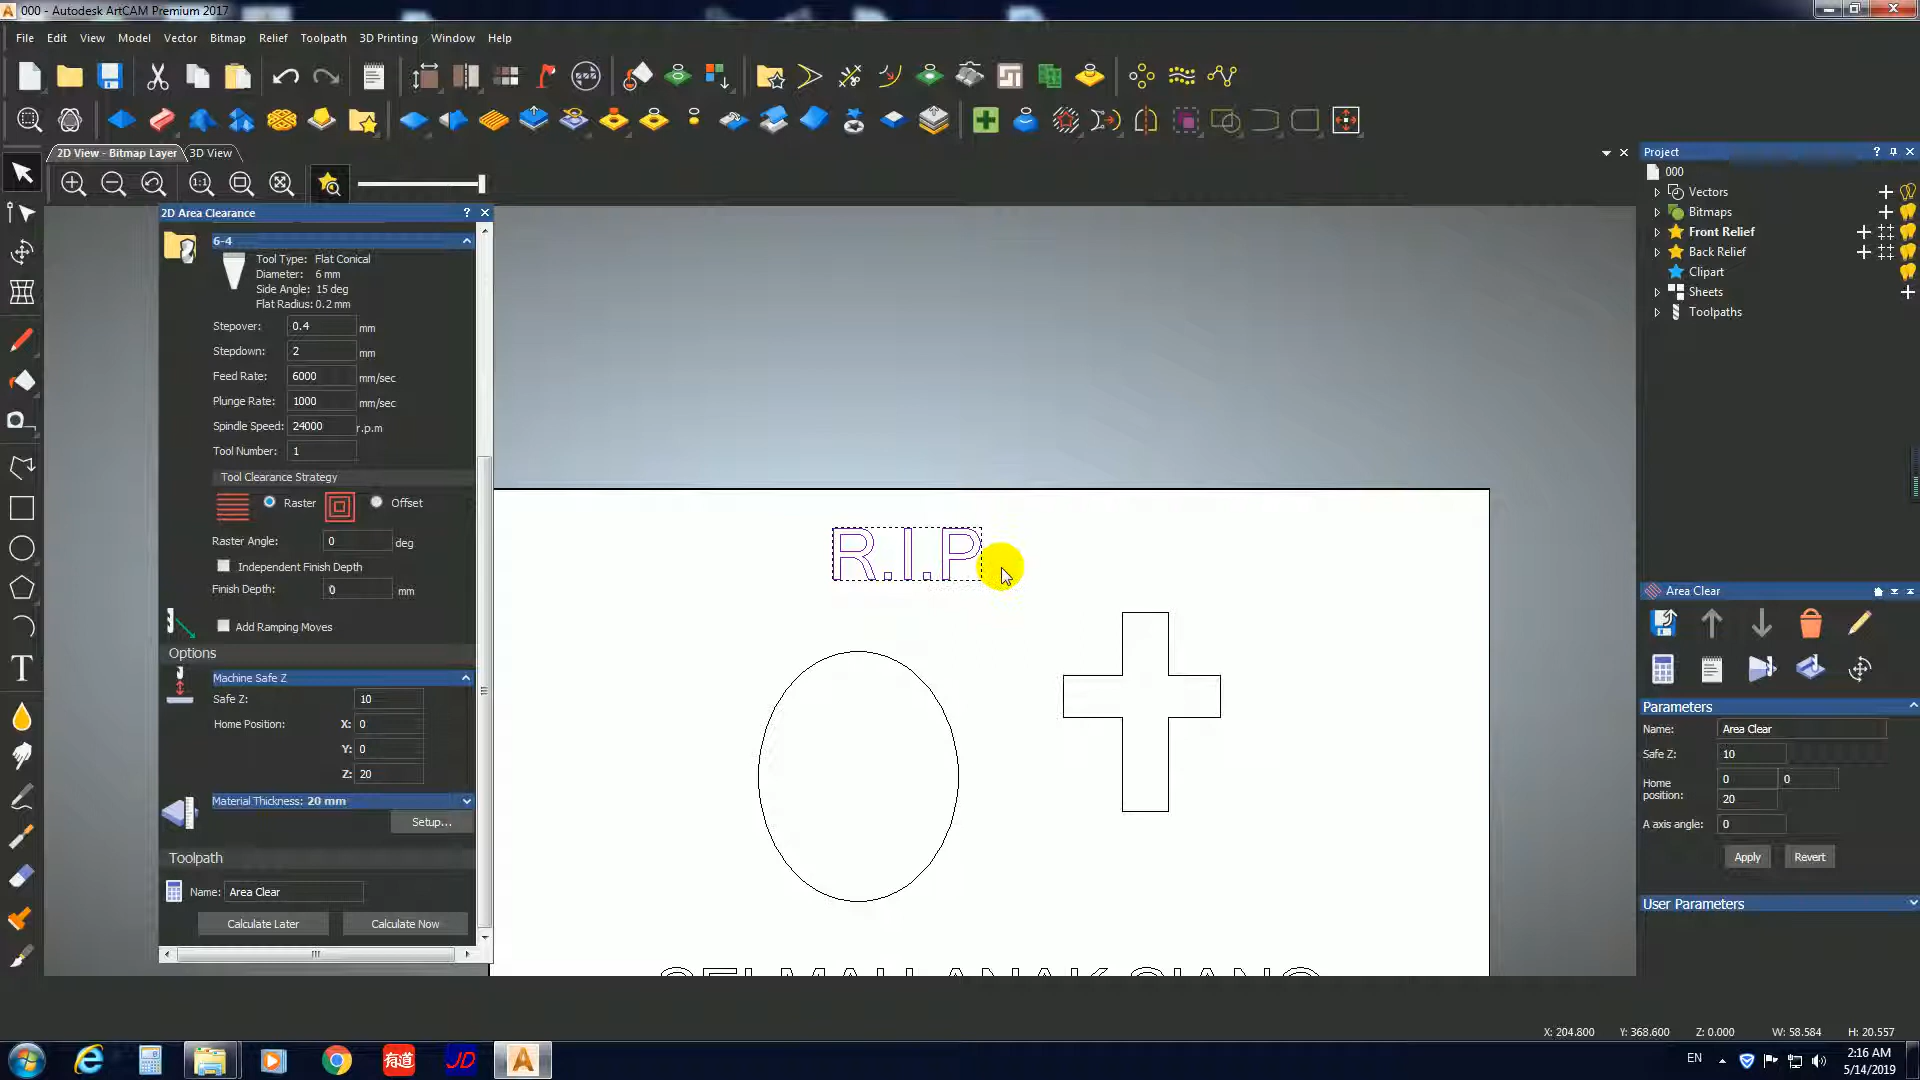 000 - Autodesk ArtCAM Premium 2017
File Edit View Model Vector Bitmap Relief Toolpath 3D Printing Window Help
2D View - Bitmap Layer 3D View
1:1
2D Area Clearance
6-4
Tool Type: Flat Conical
Diameter: 6 mm
Side Angle: 15 deg
Flat Radius: 0.2 mm
Stepover: 0.4 mm
Stepdown: 2 mm
Feed Rate: 6000 mm/sec
Plunge Rate: 1000 mm/sec
Spindle Speed: 24000 r.p.m
Tool Number: 1
Tool Clearance Strategy
Raster Offset
Raster Angle: 0 deg
Independent Finish Depth
Finish Depth: 0 mm
Add Ramping Moves
Options
Machine Safe Z
Safe Z: 10
Home Position: X: 0
Y: 0
Z: 20
Material Thickness: 20 mm
Setup...
Toolpath
Name: Area Clear
Calculate Later Calculate Now
R.I.P
Project
000
Vectors
Bitmaps
Front Relief
Back Relief
Clipart
Sheets
Toolpaths
Area Clear
Parameters
Name: Area Clear
Safe Z: 10
Home position: 0 0
20
A axis angle: 0
Apply Revert
User Parameters
X: 204.800 Y: 368.600 Z: 0.000 W: 58.584 H: 20.557
有道
JD
EN
2:16 AM
5/14/2019